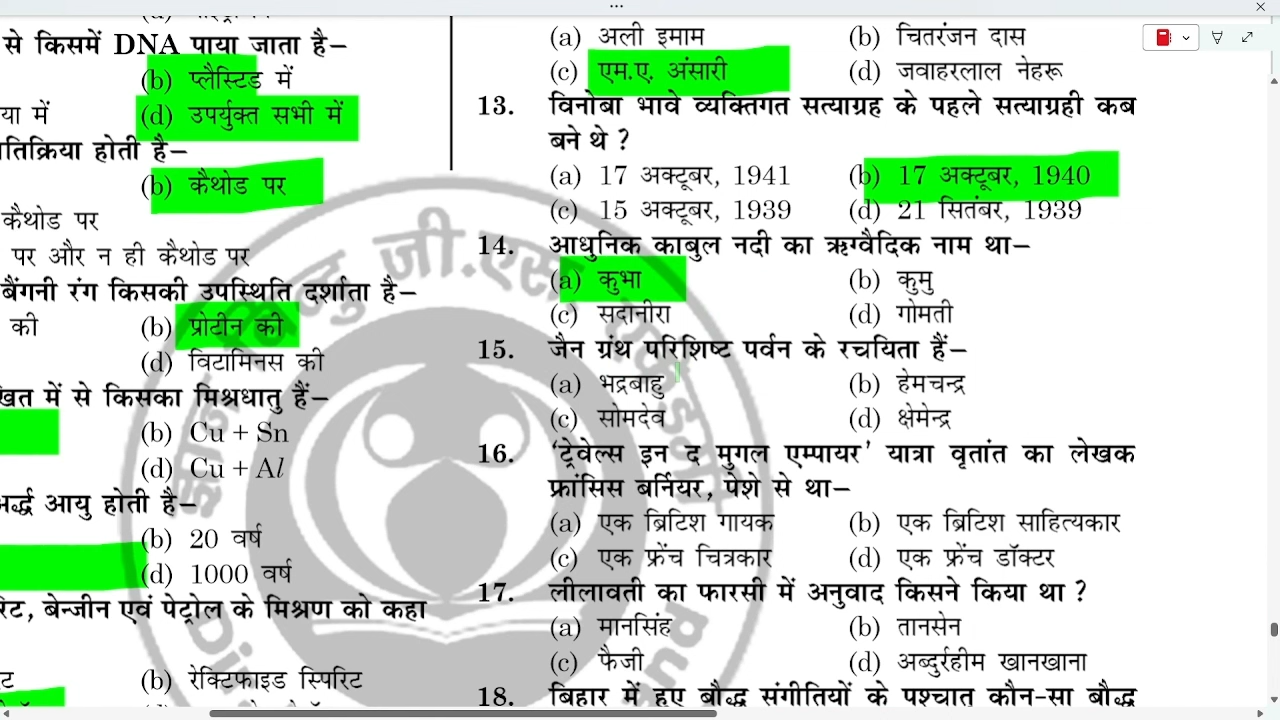 से किसमें DNA पाया जाता है–
(b) प्लैस्टिड में
या में
(d) उपर्युक्त सभी में
तिक्रिया होती है–
(b) कैथोड पर
कैथोड पर
पर और न ही कैथोड पर
बैंगनी रंग किसकी उपस्थिति दर्शाता है–
की
(b) प्रोटीन की
(d) विटामिनस की
खत में से किसका मिश्रधातु हैं–
(b) Cu + Sn
(d) Cu + Al
अर्द्ध आयु होती है–
(b) 20 वर्ष
(d) 1000 वर्ष
रिट, बेन्जीन एवं पेट्रोल के मिश्रण को कहा
ट
(b) रेक्टिफाइड स्पिरिट
(a) अली इमाम
(b) चितरंजन दास
(c) एम.ए. अंसारी
(d) जवाहरलाल नेहरू
13. विनोबा भावे व्यक्तिगत सत्याग्रह के पहले सत्याग्रही कब
बने थे ?
(a) 17 अक्टूबर, 1941
(b) 17 अक्टूबर, 1940
(c) 15 अक्टूबर, 1939
(d) 21 सितंबर, 1939
14. आधुनिक काबुल नदी का ऋग्वैदिक नाम था–
(a) कुभा
(b) कुमु
(c) सदानीरा
(d) गोमती
15. जैन ग्रंथ परिशिष्ट पर्वन के रचयिता हैं–
(a) भद्रबाहु
(b) हेमचन्द्र
(c) सोमदेव
(d) क्षेमेन्द्र
16. ‘ट्रेवेल्स इन द मुगल एम्पायर’ यात्रा वृतांत का लेखक
फ्रांसिस बर्नियर, पेशे से था–
(a) एक ब्रिटिश गायक
(b) एक ब्रिटिश साहित्यकार
(c) एक फ्रेंच चित्रकार
(d) एक फ्रेंच डॉक्टर
17. लीलावती का फारसी में अनुवाद किसने किया था ?
(a) मानसिंह
(b) तानसेन
(c) फैजी
(d) अब्दुर्रहीम खानखाना
18. बिहार में हुए बौद्ध संगीतियों के पश्चात् कौन-सा बौद्ध